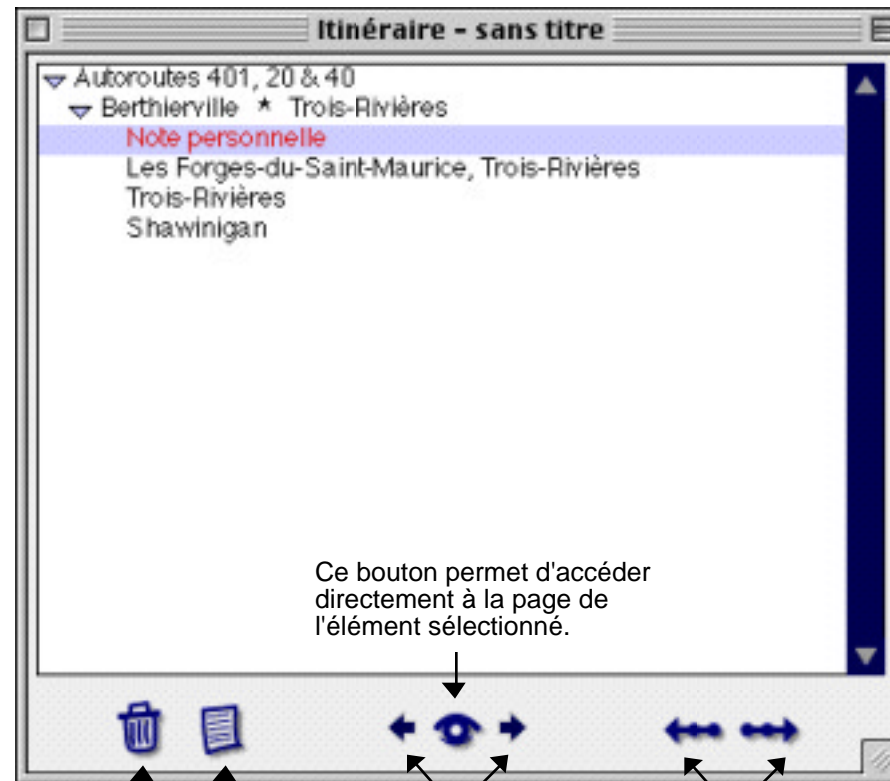 Itinéraire - sans titre
Autoroutes 401, 20 & 40
Berthierville * Trois-Rivières
Note personnelle
Les Forges-du-Saint-Maurice, Trois-Rivières
Trois-Rivières
Shawinigan
Ce bouton permet d'accéder
directement à la page de
l'élément sélectionné.